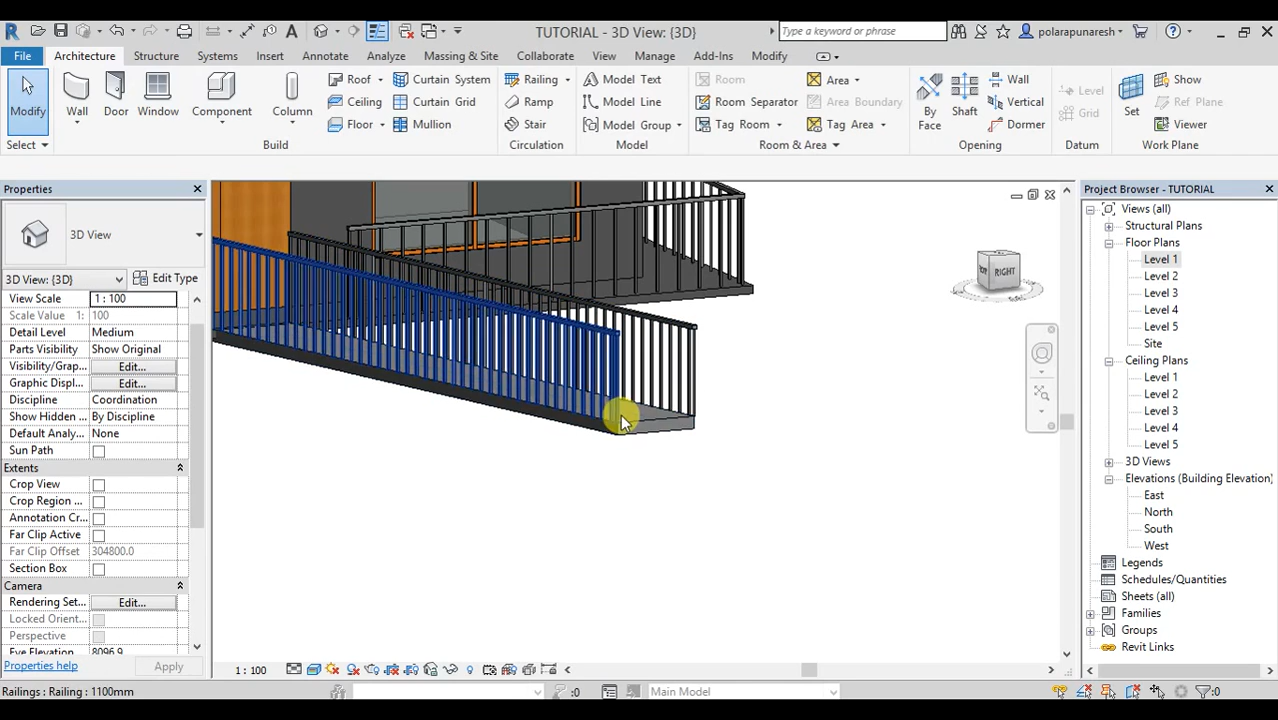 TUTORIAL - 3D View: {3D}
Type a keyword or phrase
polarapunaresh
File
Architecture
Structure
Systems
Insert
Annotate
Analyze
Massing & Site
Collaborate
View
Manage
Add-Ins
Modify
Modify
Wall
Door
Window
Component
Column
Roof
Ceiling
Floor
Curtain System
Curtain Grid
Mullion
Railing
Ramp
Stair
Model Text
Model Line
Model Group
Room
Room Separator
Tag Room
Area
Area Boundary
Tag Area
By
Face
Shaft
Wall
Vertical
Dormer
Level
Grid
Set
Show
Ref Plane
Viewer
Select
Build
Circulation
Model
Room & Area
Opening
Datum
Work Plane
Properties
3D View
3D View: {3D}
Edit Type
View Scale 1 : 100
Scale Value 1: 100
Detail Level Medium
Parts Visibility Show Original
Visibility/Grap... Edit...
Graphic Displ... Edit...
Discipline Coordination
Show Hidden ... By Discipline
Default Analy... None
Sun Path
Extents
Crop View
Crop Region ...
Annotation Cr...
Far Clip Active
Far Clip Offset 304800.0
Section Box
Camera
Rendering Set... Edit...
Locked Orient...
Perspective
Eye Elevation 8096.9
Properties help
Apply
RIGHT
1 : 100
Project Browser - TUTORIAL
Views (all)
Structural Plans
Floor Plans
Level 1
Level 2
Level 3
Level 4
Level 5
Site
Ceiling Plans
Level 1
Level 2
Level 3
Level 4
Level 5
3D Views
Elevations (Building Elevation)
East
North
South
West
Legends
Schedules/Quantities
Sheets (all)
Families
Groups
Revit Links
Railings : Railing : 1100mm
:0
Main Model
:0